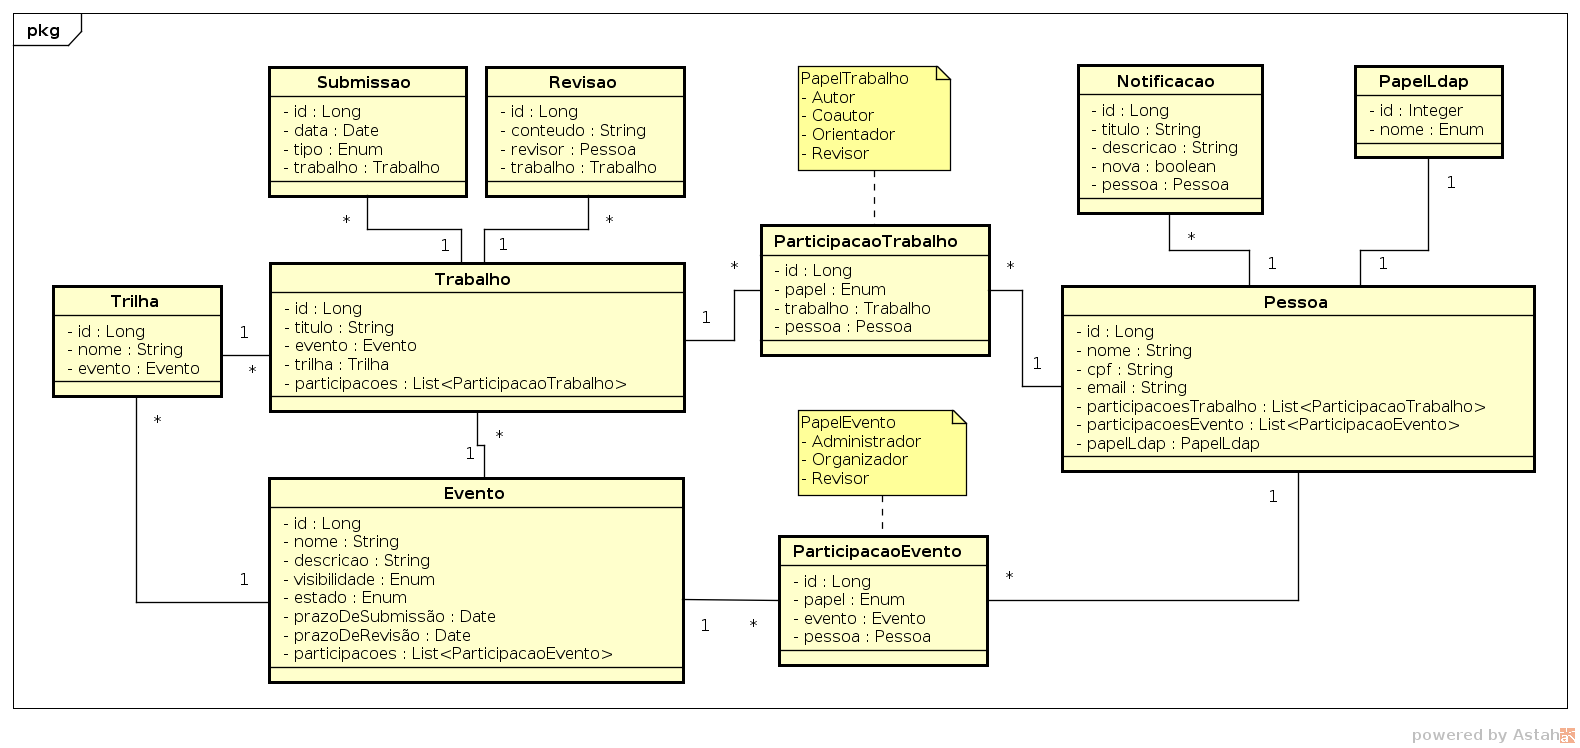 pkg
Submissao
- id : Long
- data : Date
- tipo : Enum
- trabalho : Trabalho
Revisao
- id : Long
- conteudo : String
- revisor : Pessoa
- trabalho : Trabalho
PapelTrabalho
- Autor
- Coautor
- Orientador
- Revisor
Notificacao
- id : Long
- titulo : String
- descricao : String
- nova : boolean
- pessoa : Pessoa
PapelLdap
- id : Integer
- nome : Enum
*
1
*
1
*
1
1
1
Trilha
- id : Long
- nome : String
- evento : Evento
1
*
Trabalho
- id : Long
- titulo : String
- evento : Evento
- trilha : Trilha
- participacoes : List<ParticipacaoTrabalho>
*
1
ParticipacaoTrabalho
- id : Long
- papel : Enum
- trabalho : Trabalho
- pessoa : Pessoa
*
1
Pessoa
- id : Long
- nome : String
- cpf : String
- email : String
- participacoesTrabalho : List<ParticipacaoTrabalho>
- participacoesEvento : List<ParticipacaoEvento>
- papelLdap : PapelLdap
*
1
*
1
PapelEvento
- Administrador
- Organizador
- Revisor
Evento
- id : Long
- nome : String
- descricao : String
- visibilidade : Enum
- estado : Enum
- prazoDeSubmissão : Date
- prazoDeRevisão : Date
- participacoes : List<ParticipacaoEvento>
1
*
ParticipacaoEvento
- id : Long
- papel : Enum
- evento : Evento
- pessoa : Pessoa
*
1
powered by Astah